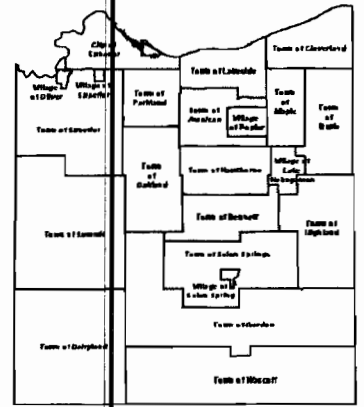 City of
Superior
Town of Cloverland
Town of Lakeside
Village
of Oliver
Village of
Superior
Town of
Parkland
Town of
Maple
Town of
Amnicon
Village
of Poplar
Town of
Brule
Town of Superior
Town of Hawthorne
Village of
Lake
Nebagamon
Town of
Oakland
Town of Bennett
Town of
Highland
Town of Summit
Town of Solon Springs
Village of
Solon Spring
Town of Gordon
Town of Dairyland
Town of Wascott